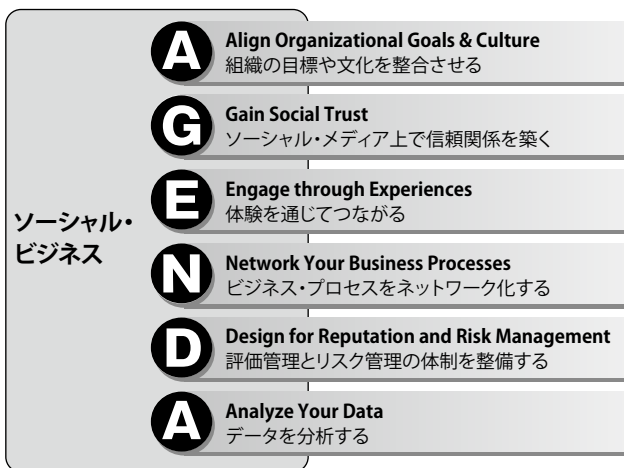 ソーシャル・
ビジネス
A
Align Organizational Goals & Culture
組織の目標や文化を整合させる
G
Gain Social Trust
ソーシャル・メディア上で信頼関係を築く
E
Engage through Experiences
体験を通じてつながる
N
Network Your Business Processes
ビジネス・プロセスをネットワーク化する
D
Design for Reputation and Risk Management
評価管理とリスク管理の体制を整備する
A
Analyze Your Data
データを分析する